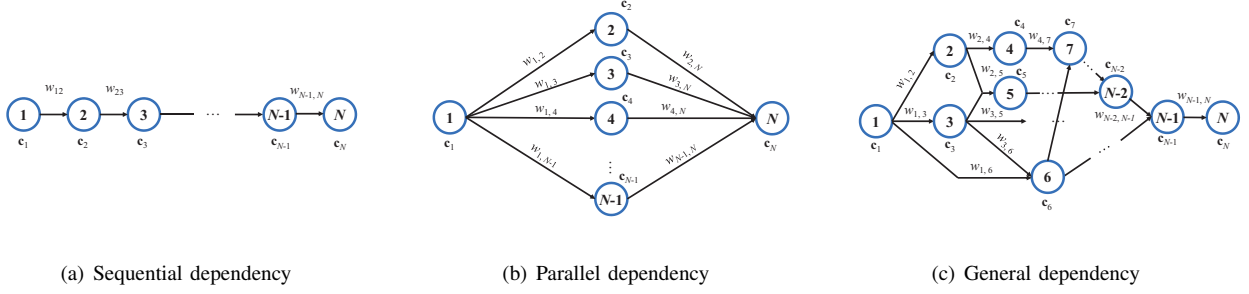 1 2 3 ... N-1 N
w12 w23 wN-1, N
c1 c2 c3 cN-1 cN
(a) Sequential dependency
c2
2
w1, 2 w2, N
c3
w1, 3 3 w3, N
c4
1 w1, 4 4 w4, N N
c1 cN
w1, N-1 ... wN-1, N
cN-1
N-1
(b) Parallel dependency
c4 c7
w2, 4 w4, 7
2 4 7
w1, 2 c2 w2, 5 c5 cN-2
5 ... N-2
w1, 3 w3, 5 wN-2, N-1 wN-1, N
1 3 ... N-1 N
c1 c3 w3, 6 ... cN-1 cN
w1, 6 6
c6
(c) General dependency